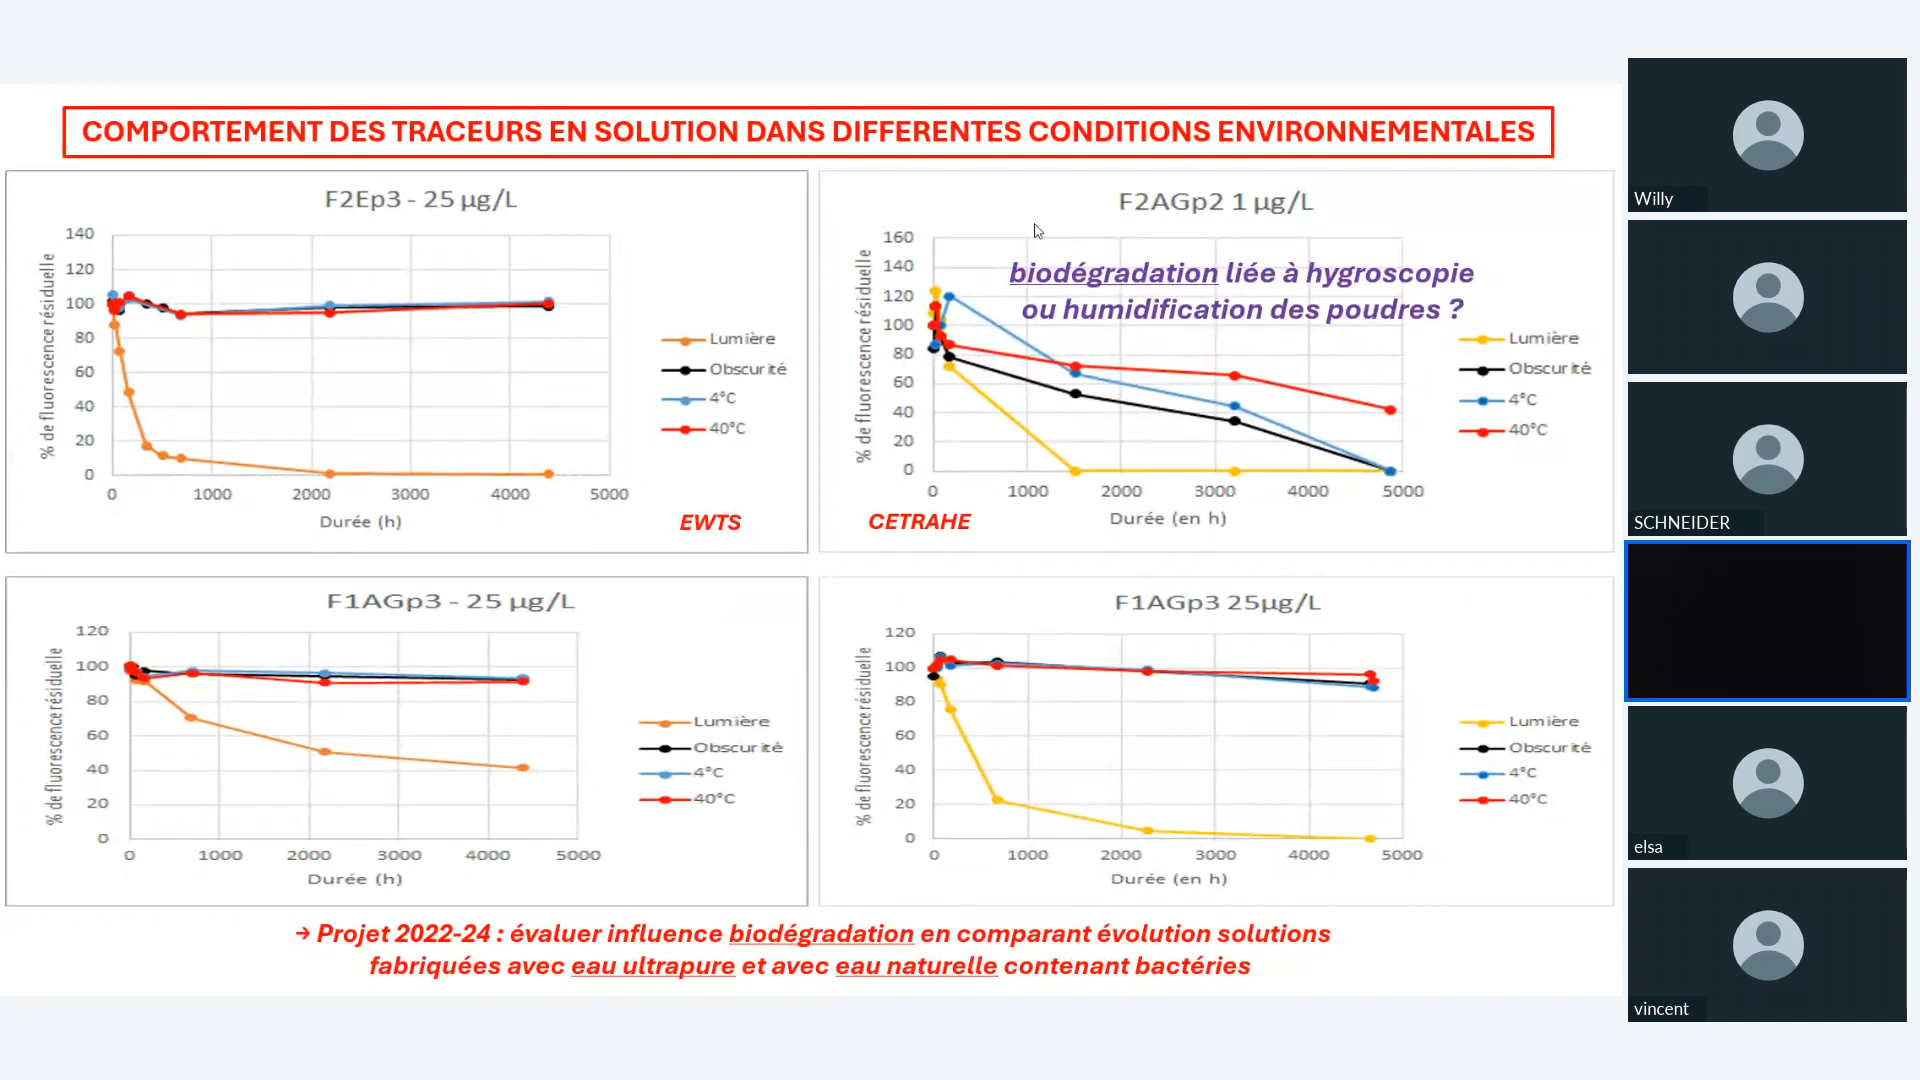 COMPORTEMENT DES TRACEURS EN SOLUTION DANS DIFFERENTES CONDITIONS ENVIRONNEMENTALES
F2Ep3 - 25 µg/L
140
120
100
80
60
40
20
0
% de fluorescence résiduelle
0 1000 2000 3000 4000 5000
Durée (h)
Lumière
Obscurité
4°C
40°C
EWTS
F2AGp2 1 µg/L
biodégradation liée à hygroscopie
ou humidification des poudres ?
160
140
120
100
80
60
40
20
0
% de fluorescence résiduelle
0 1000 2000 3000 4000 5000
Durée (en h)
Lumière
Obscurité
4°C
40°C
CETRAHE
F1AGp3 - 25 µg/L
120
100
80
60
40
20
0
% de fluorescence résiduelle
0 1000 2000 3000 4000 5000
Durée (h)
Lumière
Obscurité
4°C
40°C
F1AGp3 25µg/L
120
100
80
60
40
20
0
% de fluorescence résiduelle
0 1000 2000 3000 4000 5000
Durée (en h)
Lumière
Obscurité
4°C
40°C
→ Projet 2022-24 : évaluer influence biodégradation en comparant évolution solutions
fabriquées avec eau ultrapure et avec eau naturelle contenant bactéries
Willy
SCHNEIDER
elsa
vincent